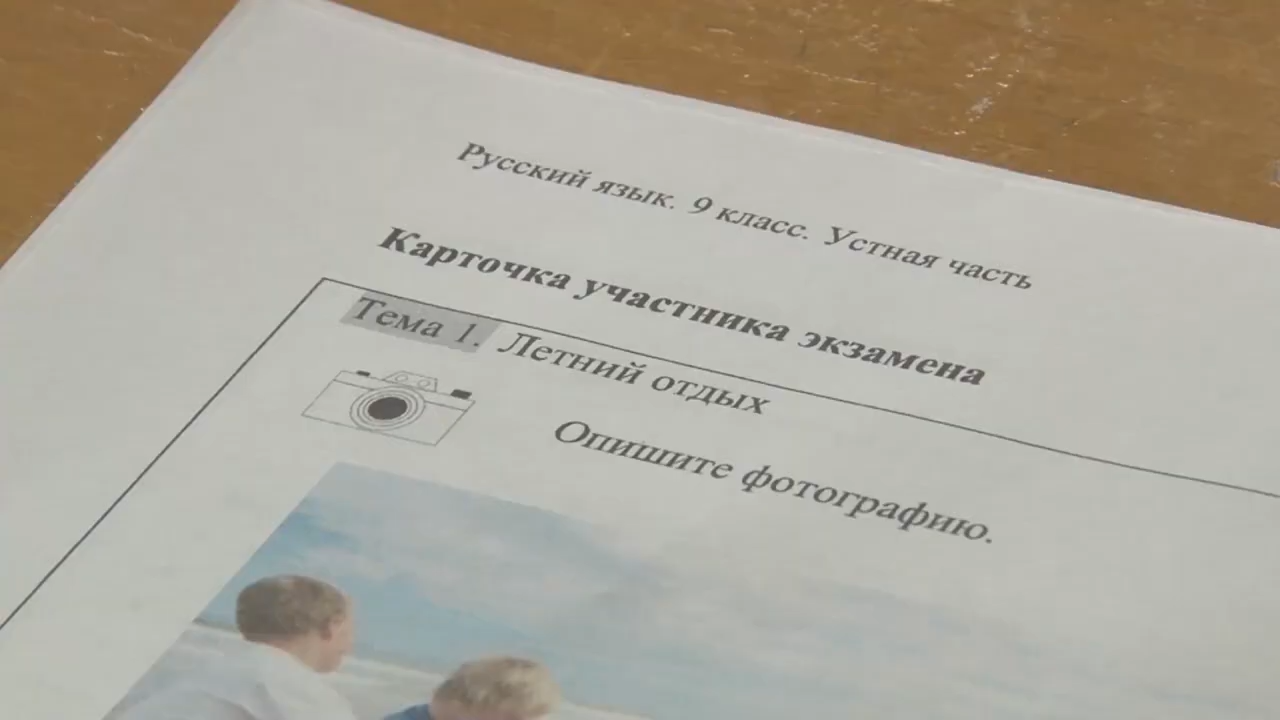 Русский язык. 9 класс. Устная часть
Карточка участника экзамена
Тема 1. Летний отдых
Опишите фотографию.